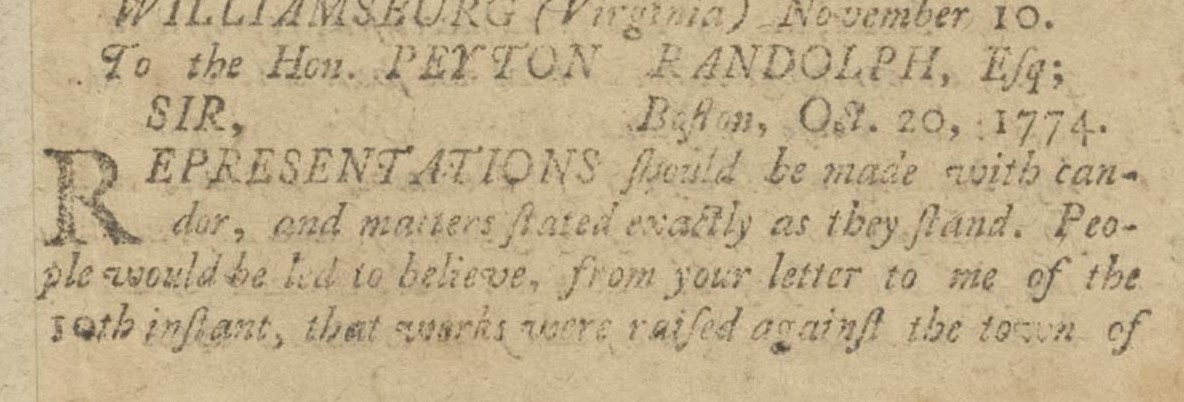 WILLIAMSBURG (Virginia) November 10.
To the Hon. PEYTON RANDOLPH, Eſq;
SIR, Boſton, Oct. 20, 1774.
REPRESENTATIONS ſhould be made with can-
dor, and matters ſtated exactly as they ſtand. Peo-
ple would be led to believe, from your letter to me of the
10th inſtant, that works were raiſed againſt the town of